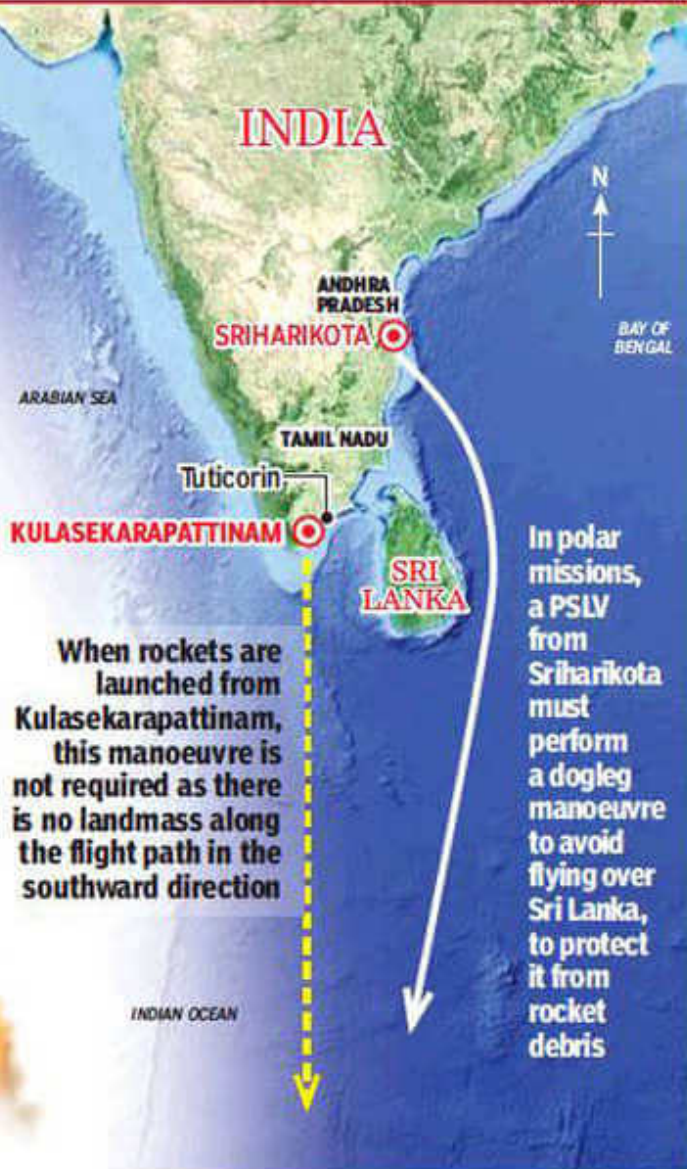 INDIA
N
ANDHRA
PRADESH
SRIHARIKOTA
BAY OF
BENGAL
ARABIAN SEA
TAMIL NADU
Tuticorin
KULASEKARAPATTINAM
SRI
LANKA
When rockets are
launched from
Kulasekarapattinam,
this manoeuvre is
not required as there
is no landmass along
the flight path in the
southward direction
In polar
missions,
a PSLV
from
Sriharikota
must
perform
a dogleg
manoeuvre
to avoid
flying over
Sri Lanka,
to protect
it from
rocket
debris
INDIAN OCEAN